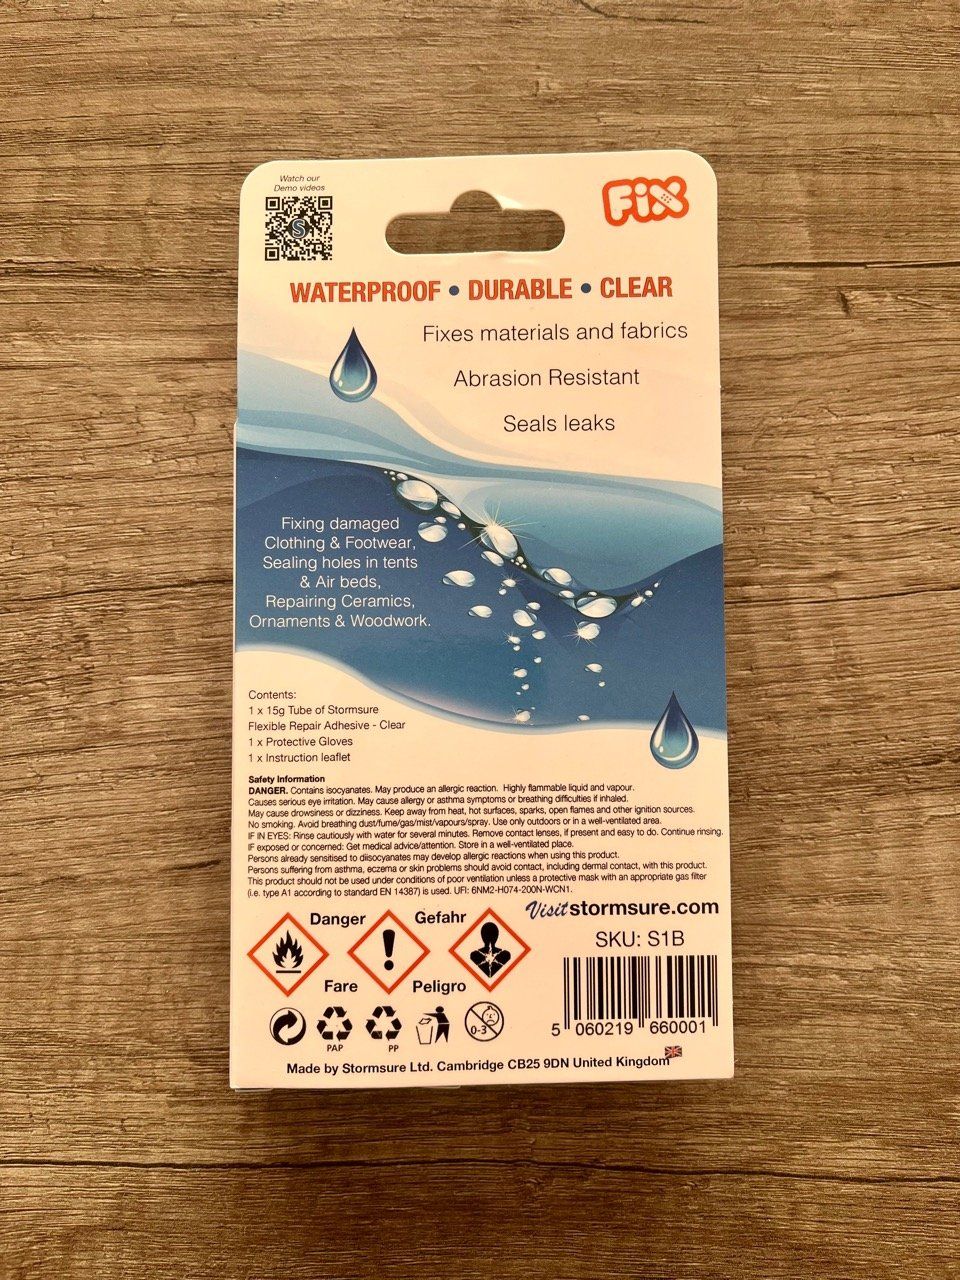 Watch our
Demo videos
FiX
WATERPROOF • DURABLE • CLEAR
Fixes materials and fabrics
Abrasion Resistant
Seals leaks
Fixing damaged
Clothing & Footwear,
Sealing holes in tents
& Air beds,
Repairing Ceramics,
Ornaments & Woodwork.
Contents:
1 x 15g Tube of Stormsure
Flexible Repair Adhesive - Clear
1 x Protective Gloves
1 x Instruction leaflet
Safety Information
DANGER. Contains isocyanates. May produce an allergic reaction. Highly flammable liquid and vapour.
Causes serious eye irritation. May cause allergy or asthma symptoms or breathing difficulties if inhaled.
May cause drowsiness or dizziness. Keep away from heat, hot surfaces, sparks, open flames and other ignition sources.
No smoking. Avoid breathing dust/fume/gas/mist/vapours/spray. Use only outdoors or in a well-ventilated area.
IF IN EYES: Rinse cautiously with water for several minutes. Remove contact lenses, if present and easy to do. Continue rinsing.
IF exposed or concerned: Get medical advice/attention. Store in a well-ventilated place.
Persons already sensitised to diisocyanates may develop allergic reactions when using this product.
Persons suffering from asthma, eczema or skin problems should avoid contact, including dermal contact, with this product.
This product should not be used under conditions of poor ventilation unless a protective mask with an appropriate gas filter
(i.e. type A1 according to standard EN 14387) is used. UFI: 6NM2-H074-200N-WCN1.
Visit stormsure.com
Danger Gefahr
SKU: S1B
Fare Peligro
5 060219 660001
0-3
PAP PP
Made by Stormsure Ltd. Cambridge CB25 9DN United Kingdom